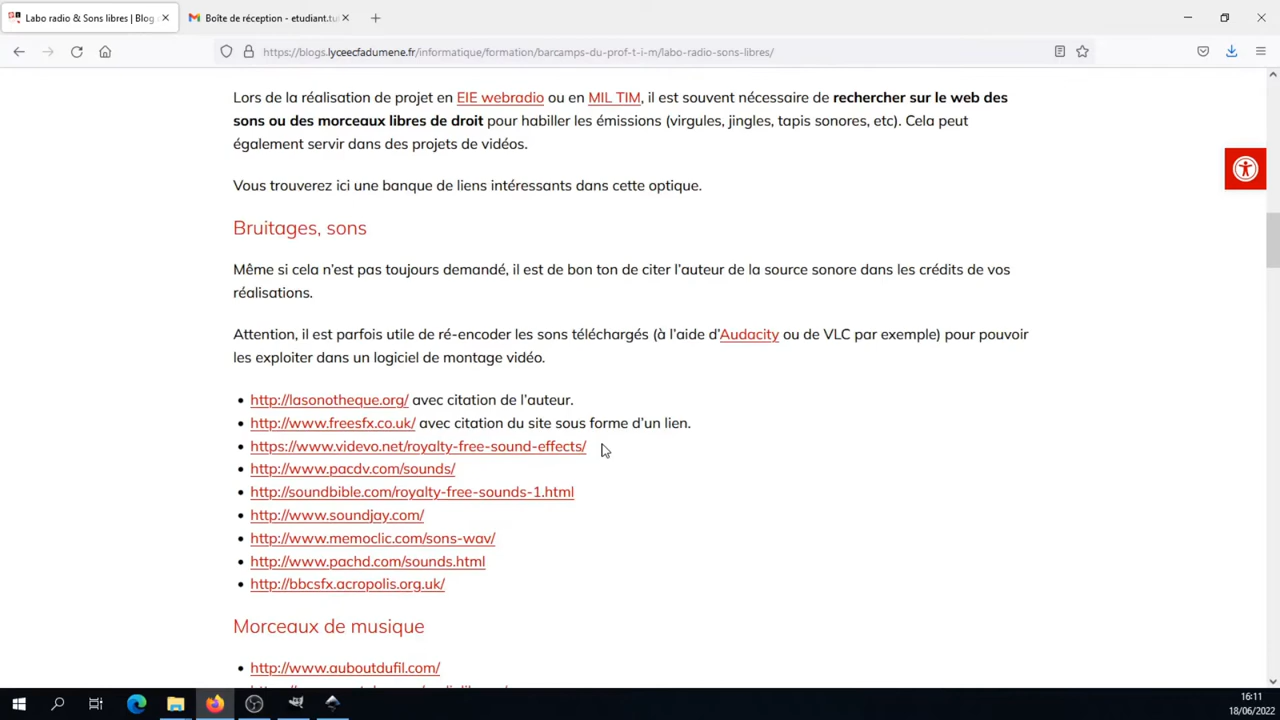 Labo radio & Sons libres | Blog
Boîte de réception - etudiant.tu
https://blogs.lyceecfadumene.fr/informatique/formation/barcamps-du-prof-t-i-m/labo-radio-sons-libres/
Lors de la réalisation de projet en EIE webradio ou en MIL TIM, il est souvent nécessaire de rechercher sur le web des
sons ou des morceaux libres de droit pour habiller les émissions (virgules, jingles, tapis sonores, etc). Cela peut
également servir dans des projets de vidéos.
Vous trouverez ici une banque de liens intéressants dans cette optique.
Bruitages, sons
Même si cela n'est pas toujours demandé, il est de bon ton de citer l'auteur de la source sonore dans les crédits de vos
réalisations.
Attention, il est parfois utile de ré-encoder les sons téléchargés (à l'aide d'Audacity ou de VLC par exemple) pour pouvoir
les exploiter dans un logiciel de montage vidéo.
http://lasonotheque.org/ avec citation de l'auteur.
http://www.freesfx.co.uk/ avec citation du site sous forme d'un lien.
https://www.videvo.net/royalty-free-sound-effects/
http://www.pacdv.com/sounds/
http://soundbible.com/royalty-free-sounds-1.html
http://www.soundjay.com/
http://www.memoclic.com/sons-wav/
http://www.pachd.com/sounds.html
http://bbcsfx.acropolis.org.uk/
Morceaux de musique
http://www.auboutdufil.com/
16:11
18/06/2022